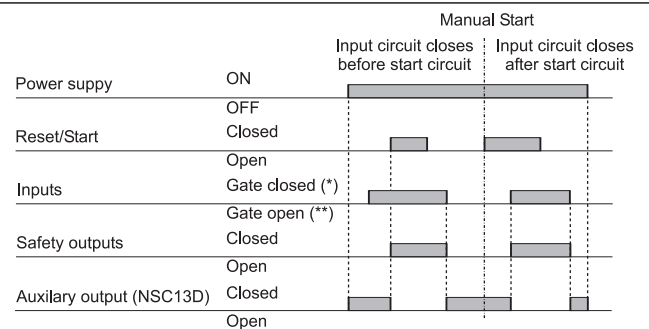 Manual Start
Input circuit closes
before start circuit
Input circuit closes
after start circuit
Power suppy
ON
OFF
Reset/Start
Closed
Open
Inputs
Gate closed (*)
Gate open (**)
Safety outputs
Closed
Open
Auxilary output (NSC13D)
Closed
Open